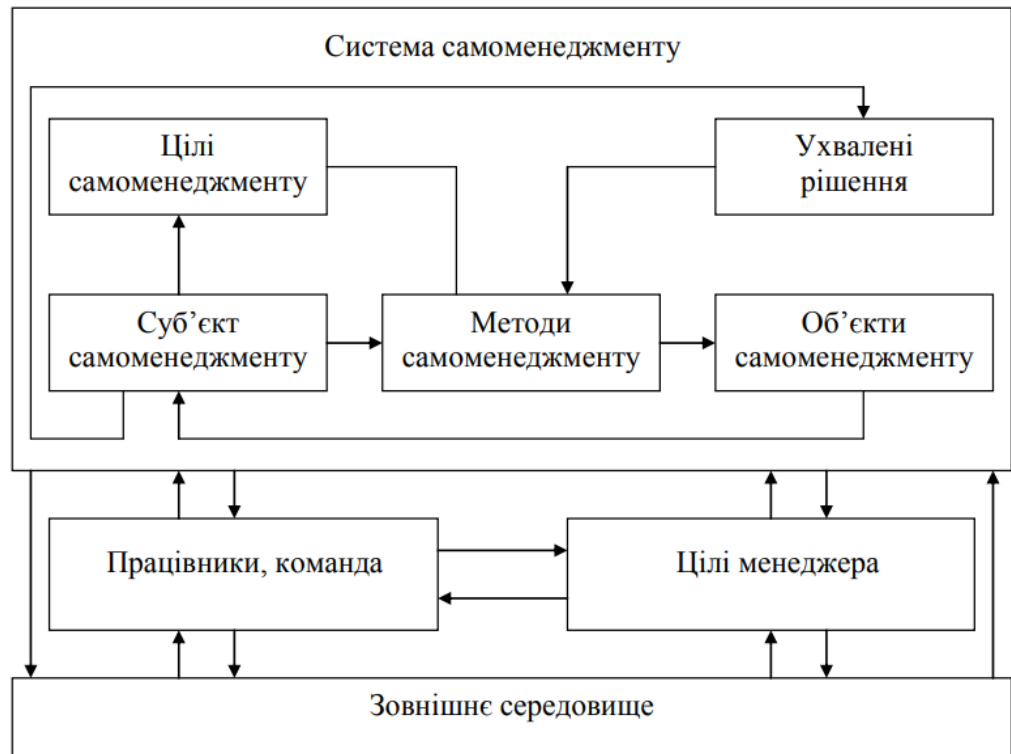 Система самоменеджменту
Цілі
самоменеджменту
Ухвалені
рішення
Суб’єкт
самоменеджменту
Методи
самоменеджменту
Об’єкти
самоменеджменту
Працівники, команда
Цілі менеджера
Зовнішнє середовище